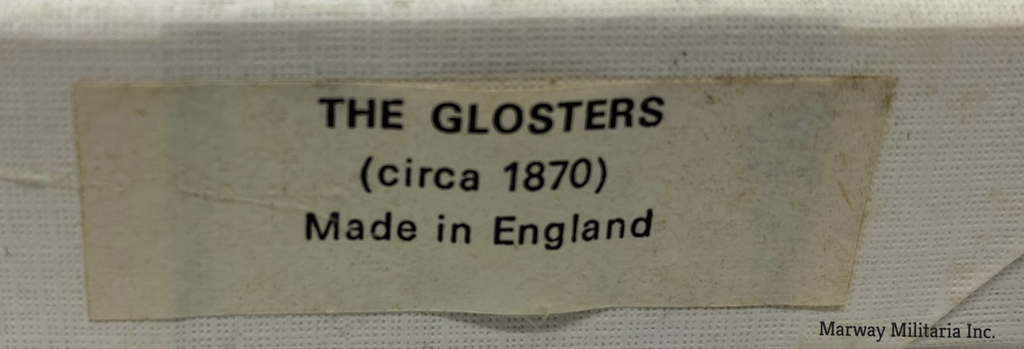 THE GLOSTERS
(circa 1870)
Made in England
Marway Militaria Inc.